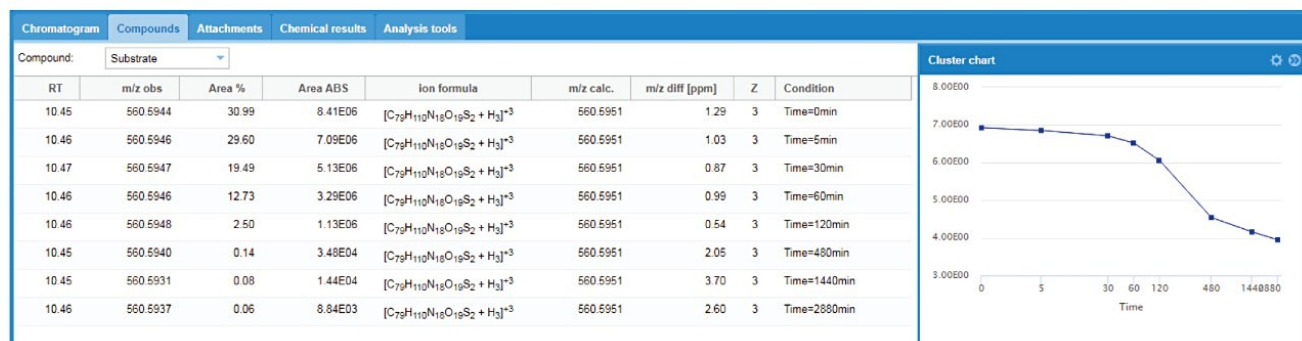 Chromatogram Compounds Attachments Chemical results Analysis tools
Compound: Substrate
RT m/z obs Area % Area ABS ion formula m/z calc. m/z diff [ppm] Z Condition
10.45 560.5944 30.99 8.41E06 [C₇₉H₁₁₀N₁₈O₁₉S₂ + H₃]⁺³ 560.5951 1.29 3 Time=0min
10.46 560.5946 29.60 7.09E06 [C₇₉H₁₁₀N₁₈O₁₉S₂ + H₃]⁺³ 560.5951 1.03 3 Time=5min
10.47 560.5947 19.49 5.13E06 [C₇₉H₁₁₀N₁₈O₁₉S₂ + H₃]⁺³ 560.5951 0.87 3 Time=30min
10.46 560.5946 12.73 3.29E06 [C₇₉H₁₁₀N₁₈O₁₉S₂ + H₃]⁺³ 560.5951 0.99 3 Time=60min
10.46 560.5948 2.50 1.13E06 [C₇₉H₁₁₀N₁₈O₁₉S₂ + H₃]⁺³ 560.5951 0.54 3 Time=120min
10.45 560.5940 0.14 3.48E04 [C₇₉H₁₁₀N₁₈O₁₉S₂ + H₃]⁺³ 560.5951 2.05 3 Time=480min
10.46 560.5931 0.08 1.44E04 [C₇₉H₁₁₀N₁₈O₁₉S₂ + H₃]⁺³ 560.5951 3.70 3 Time=1440min
10.46 560.5937 0.06 8.84E03 [C₇₉H₁₁₀N₁₈O₁₉S₂ + H₃]⁺³ 560.5951 2.60 3 Time=2880min
Cluster chart
8.00E00
7.00E00
6.00E00
5.00E00
4.00E00
3.00E00
0 5 30 60 120 480 1440 2880
Time